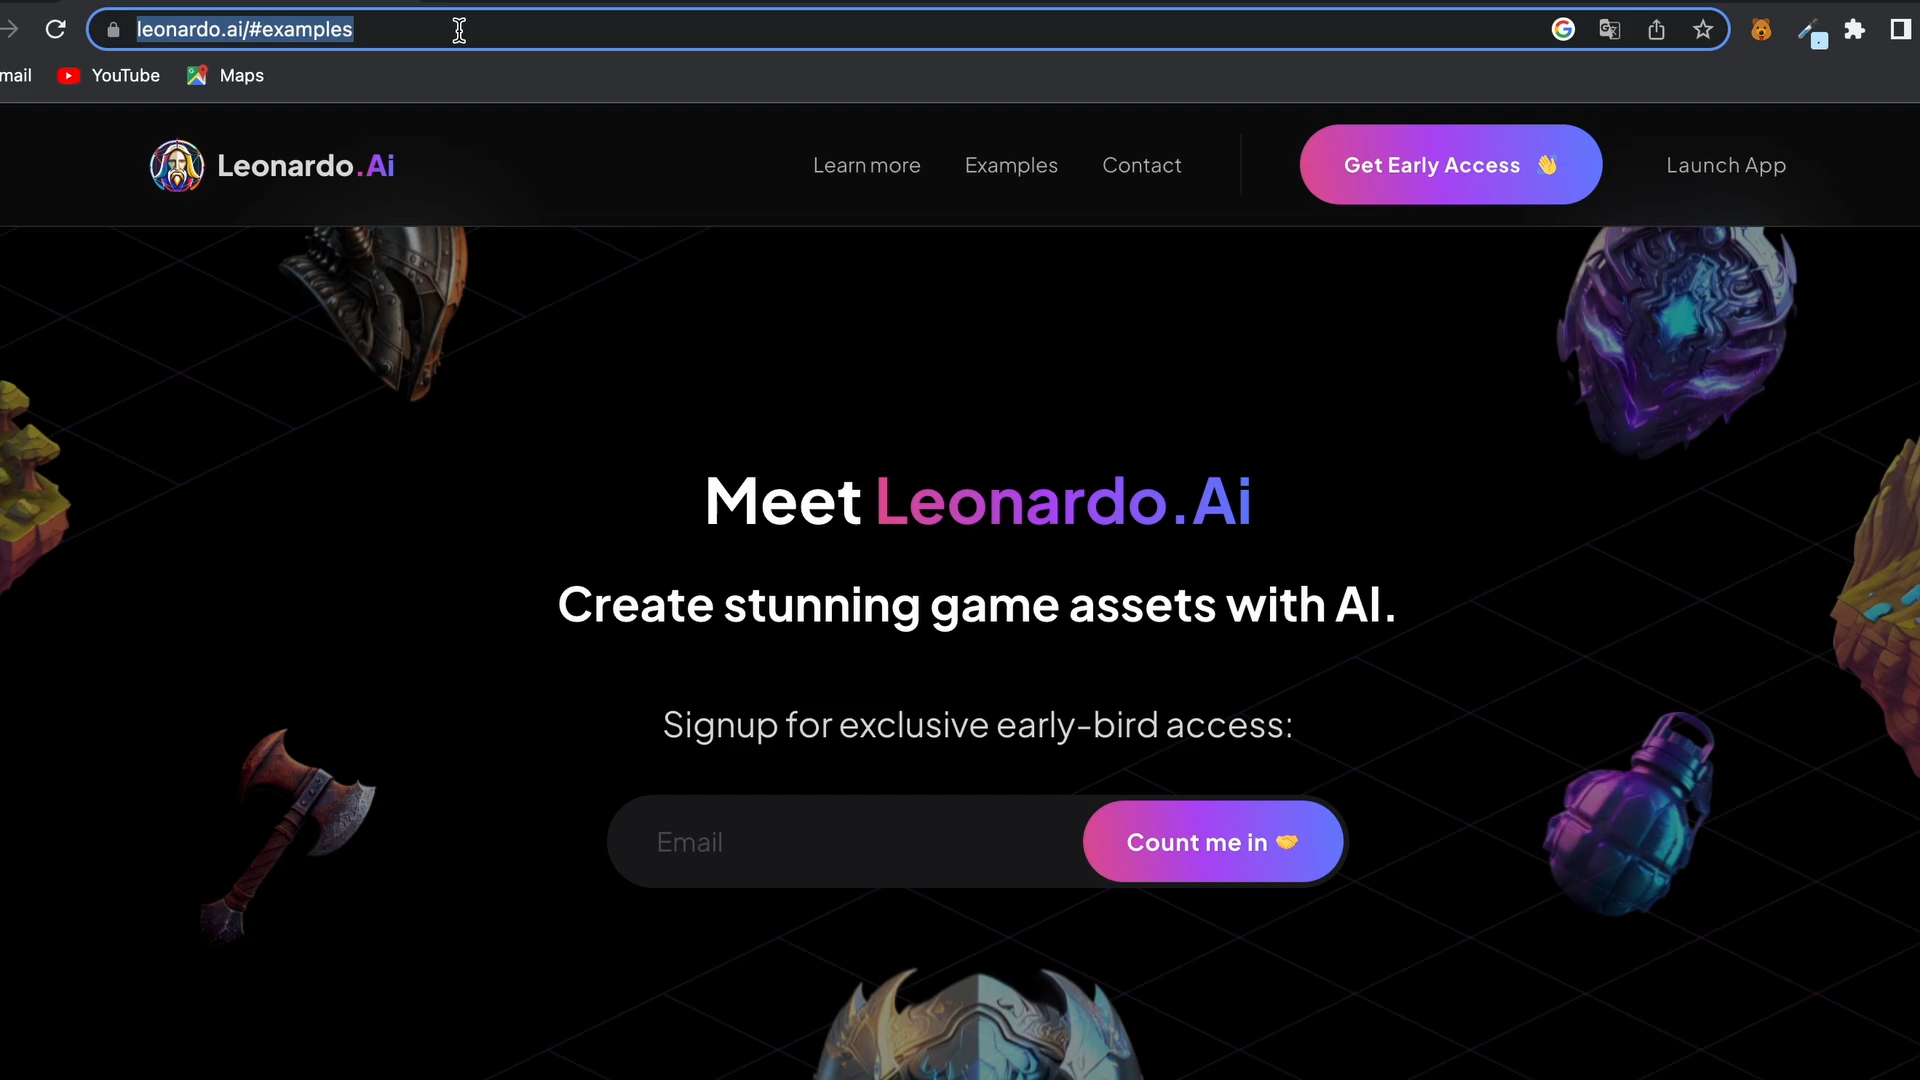 leonardo.ai/#examples
mail YouTube Maps
Leonardo.Ai Learn more Examples Contact Get Early Access 👋 Launch App
Meet Leonardo.Ai
Create stunning game assets with AI.
Signup for exclusive early-bird access:
Email Count me in 🤝